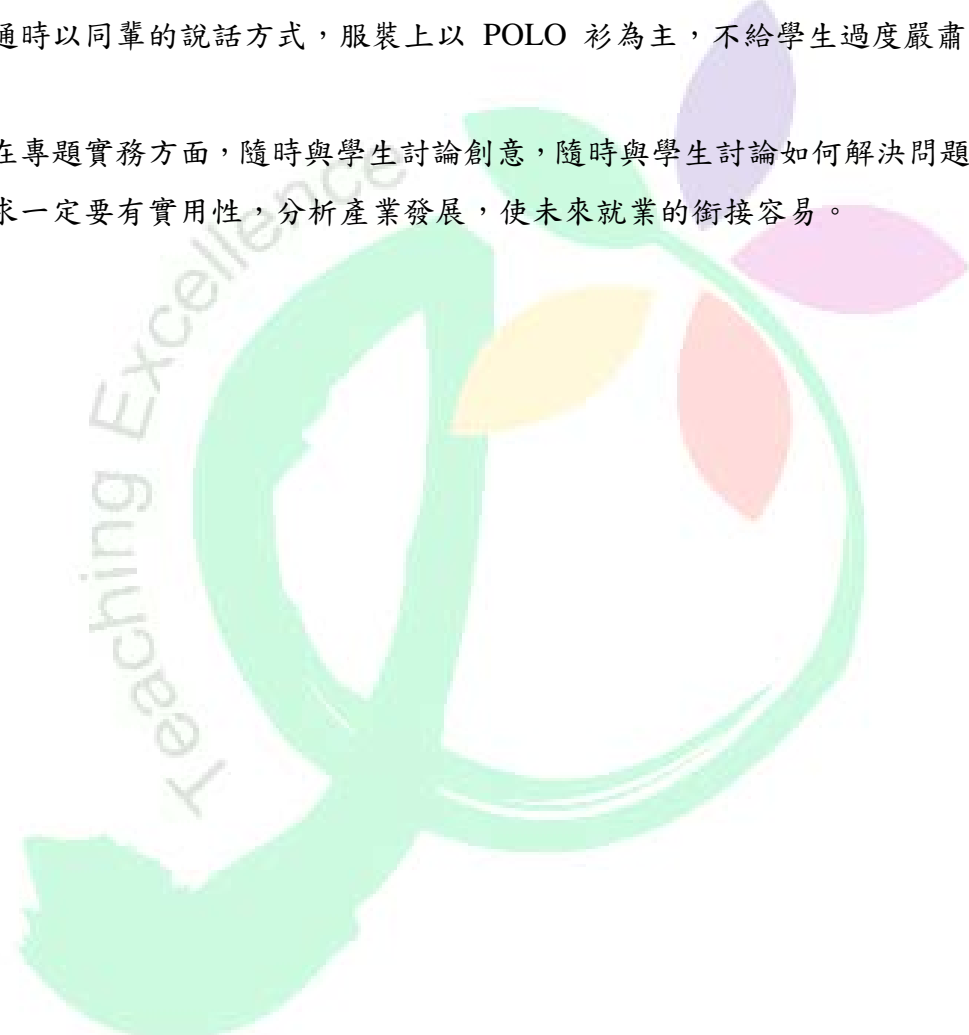 通時以同輩的說話方式，服裝上以 POLO 衫為主，不給學生過度嚴肅
在專題實務方面，隨時與學生討論創意，隨時與學生討論如何解決問題
求一定要有實用性，分析產業發展，使未來就業的銜接容易。
Teaching Excellence